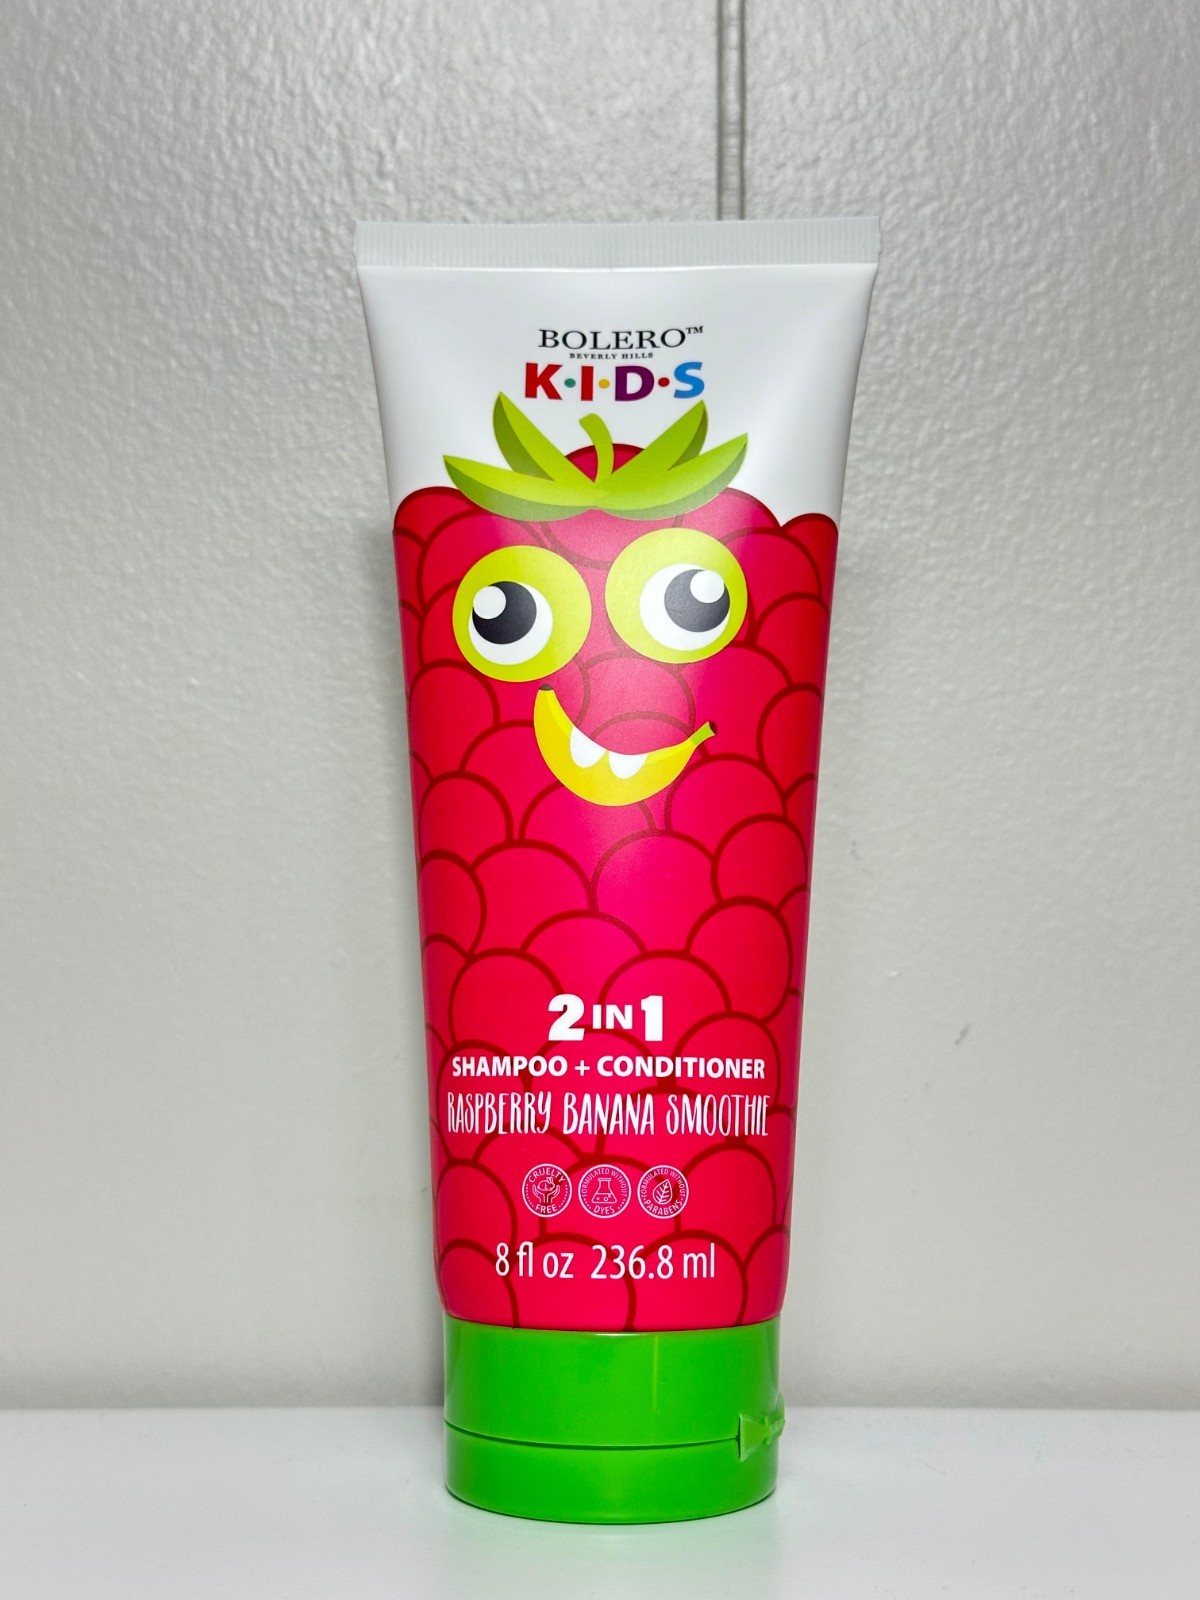 BOLERO™
BEVERLY HILLS
K·I·D·S
2 IN 1
SHAMPOO + CONDITIONER
RASPBERRY BANANA SMOOTHIE
CRUELTY FREE
FORMULATED WITHOUT DYES
FORMULATED WITHOUT PARABENS
8 fl oz 236.8 ml